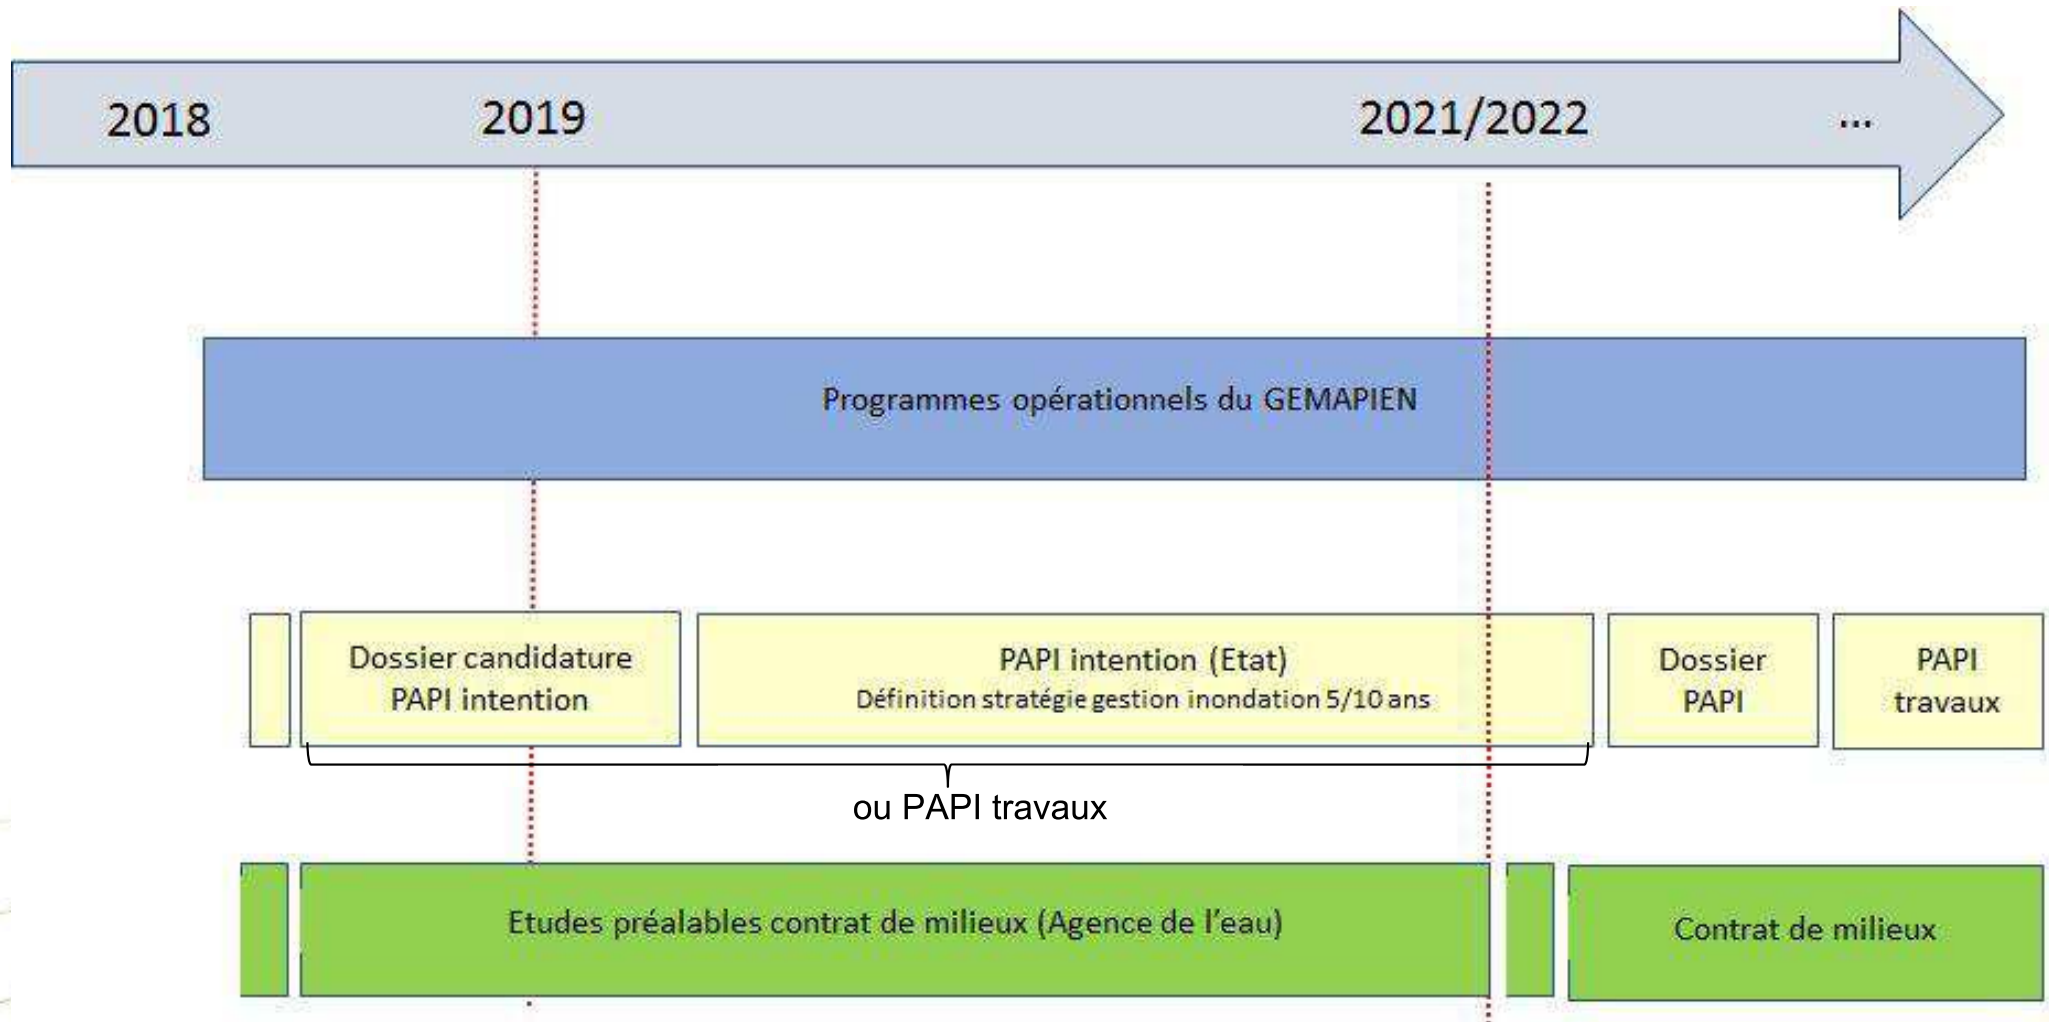 2018
2019
2021/2022
...
Programmes opérationnels du GEMAPIEN
Dossier candidature
PAPI intention
PAPI intention (Etat)
Définition stratégie gestion inondation 5/10 ans
Dossier
PAPI
PAPI
travaux
ou PAPI travaux
Etudes préalables contrat de milieux (Agence de l'eau)
Contrat de milieux